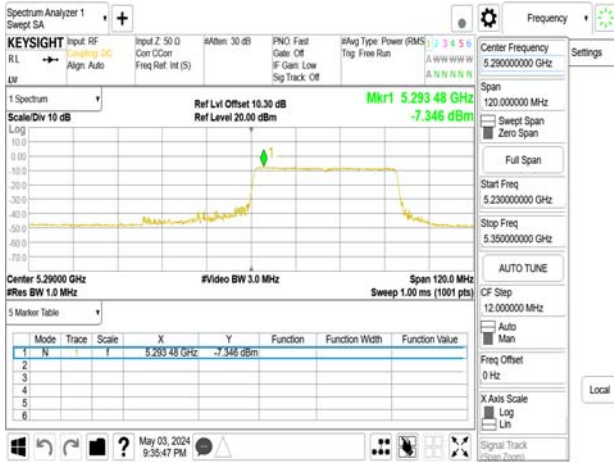 Spectrum Analyzer 1
Swept SA
Frequency
KEYSIGHT
Input: RF
Coupling: DC
Align: Auto
Input Z: 50 Ω
Corr CCorr
Freq Ref: Int (S)
#Atten: 30 dB
PNO: Fast
Gate: Off
IF Gain: Low
Sig Track: Off
#Avg Type: Power (RMS
Trig: Free Run
1 2 3 4 5 6
A W W W W W
A N N N N N
RL
Center Frequency
5.290000000 GHz
Settings
Span
120.000000 MHz
Swept Span
Zero Span
Full Span
Start Freq
5.230000000 GHz
Stop Freq
5.350000000 GHz
AUTO TUNE
CF Step
12.000000 MHz
Auto
Man
Freq Offset
0 Hz
X Axis Scale
Log
Lin
Signal Track
(Span Zoom)
Local
1 Spectrum
Scale/Div 10 dB
Ref Lvl Offset 10.30 dB
Ref Level 20.00 dBm
Mkr1 5.293 48 GHz
-7.346 dBm
Log
10.0
0.00
-10.0
-20.0
-30.0
-40.0
-50.0
-60.0
-70.0
1
Center 5.29000 GHz
#Res BW 1.0 MHz
#Video BW 3.0 MHz
Span 120.0 MHz
Sweep 1.00 ms (1001 pts)
5 Marker Table
Mode Trace Scale X Y Function Function Width Function Value
1 N 1 f 5.293 48 GHz -7.346 dBm
2
3
4
5
6
May 03, 2024
9:35:47 PM